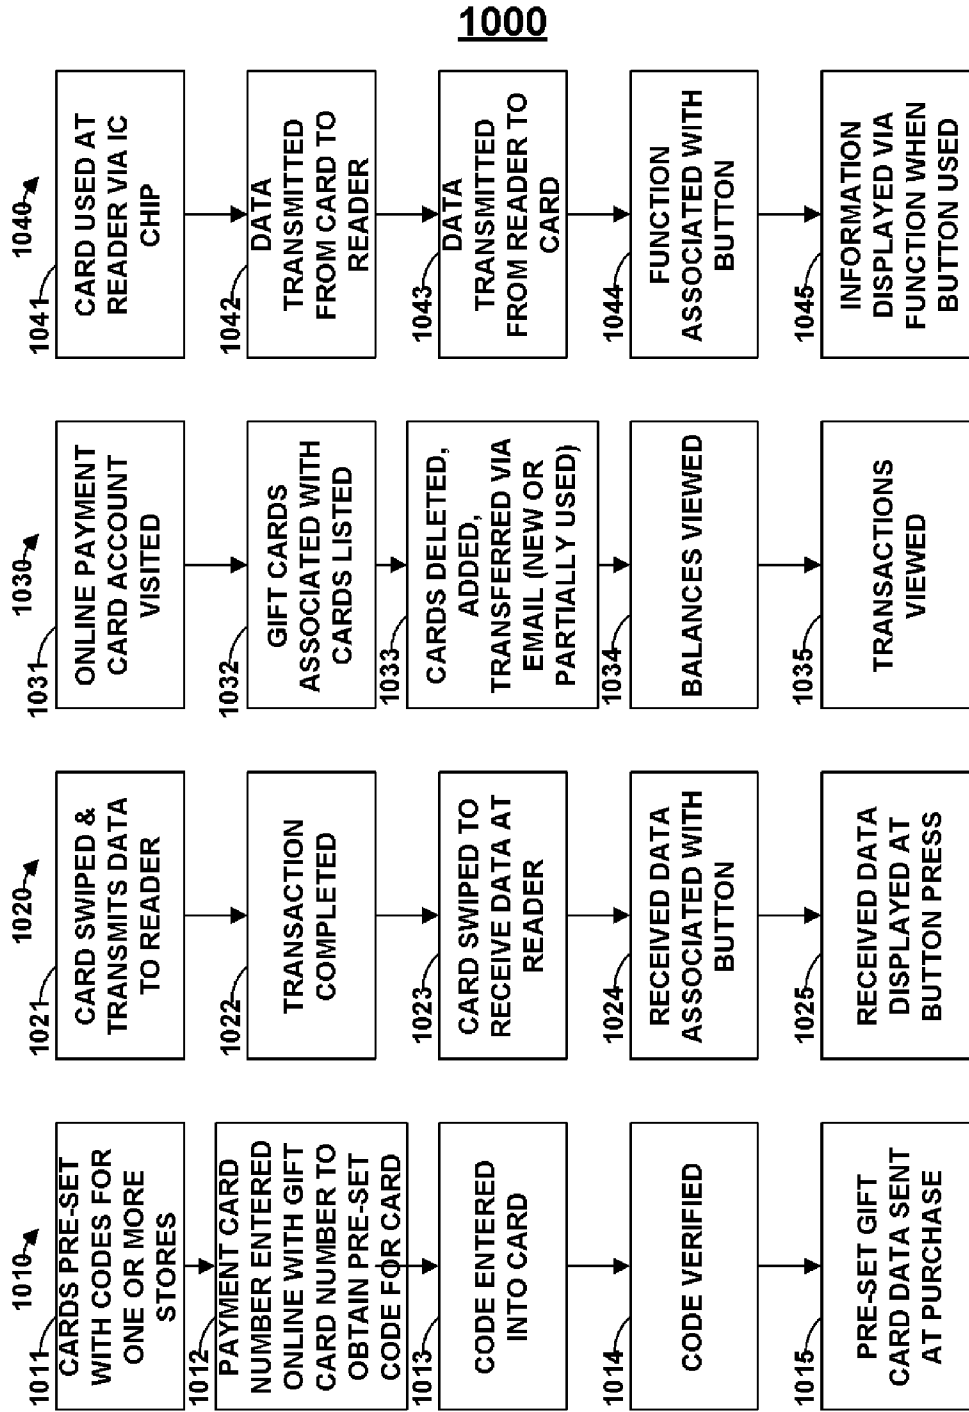 1000
1010
1011
CARDS PRE-SET
WITH CODES FOR
ONE OR MORE
STORES
1012
PAYMENT CARD
NUMBER ENTERED
ONLINE WITH GIFT
CARD NUMBER TO
OBTAIN PRE-SET
CODE FOR CARD
1013
CODE ENTERED
INTO CARD
1014
CODE VERIFIED
1015
PRE-SET GIFT
CARD DATA SENT
AT PURCHASE
1020
1021
CARD SWIPED &
TRANSMITS DATA
TO READER
1022
TRANSACTION
COMPLETED
1023
CARD SWIPED TO
RECEIVE DATA AT
READER
1024
RECEIVED DATA
ASSOCIATED WITH
BUTTON
1025
RECEIVED DATA
DISPLAYED AT
BUTTON PRESS
1030
1031
ONLINE PAYMENT
CARD ACCOUNT
VISITED
1032
GIFT CARDS
ASSOCIATED WITH
CARDS LISTED
1033
CARDS DELETED,
ADDED,
TRANSFERRED VIA
EMAIL (NEW OR
PARTIALLY USED)
1034
BALANCES VIEWED
1035
TRANSACTIONS
VIEWED
1040
1041
CARD USED AT
READER VIA IC
CHIP
1042
DATA
TRANSMITTED
FROM CARD TO
READER
1043
DATA
TRANSMITTED
FROM READER TO
CARD
1044
FUNCTION
ASSOCIATED WITH
BUTTON
1045
INFORMATION
DISPLAYED VIA
FUNCTION WHEN
BUTTON USED